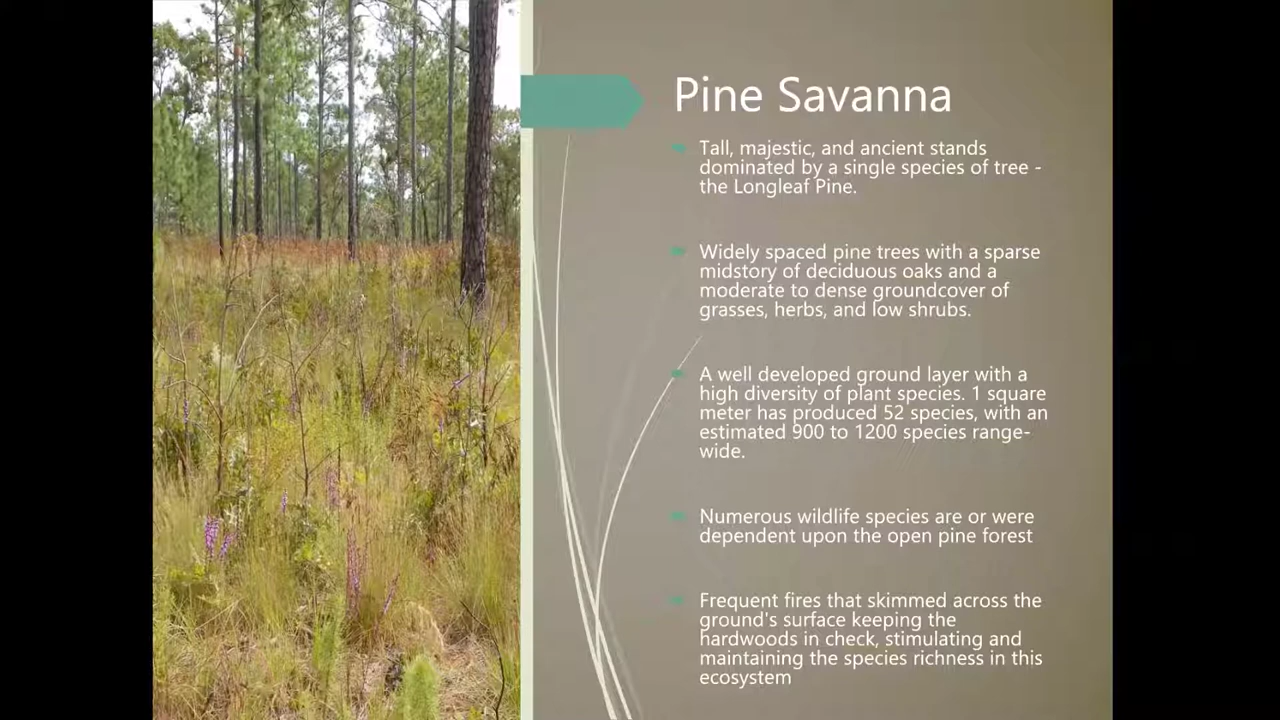 Pine Savanna
Tall, majestic, and ancient stands
dominated by a single species of tree -
the Longleaf Pine.
Widely spaced pine trees with a sparse
midstory of deciduous oaks and a
moderate to dense groundcover of
grasses, herbs, and low shrubs.
A well developed ground layer with a
high diversity of plant species. 1 square
meter has produced 52 species, with an
estimated 900 to 1200 species range-
wide.
Numerous wildlife species are or were
dependent upon the open pine forest
Frequent fires that skimmed across the
ground's surface keeping the
hardwoods in check, stimulating and
maintaining the species richness in this
ecosystem